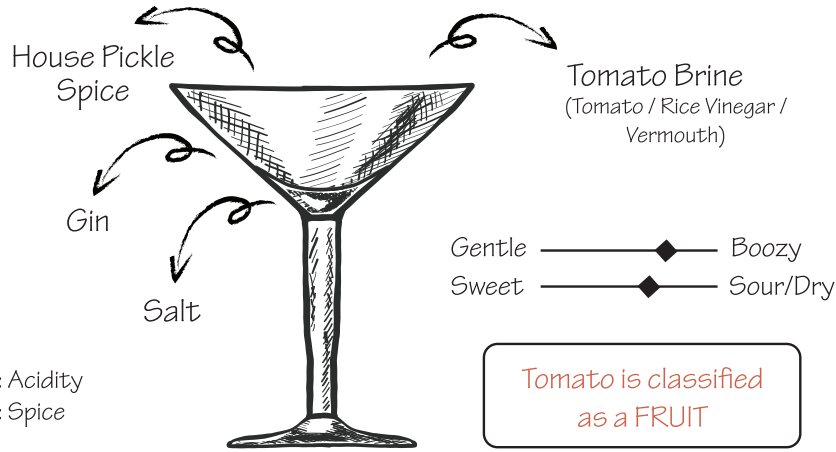 House Pickle
Spice
Tomato Brine
(Tomato / Rice Vinegar /
Vermouth)
Gin
Salt
Gentle Boozy
Sweet Sour/Dry
: Acidity
: Spice
Tomato is classified
as a FRUIT